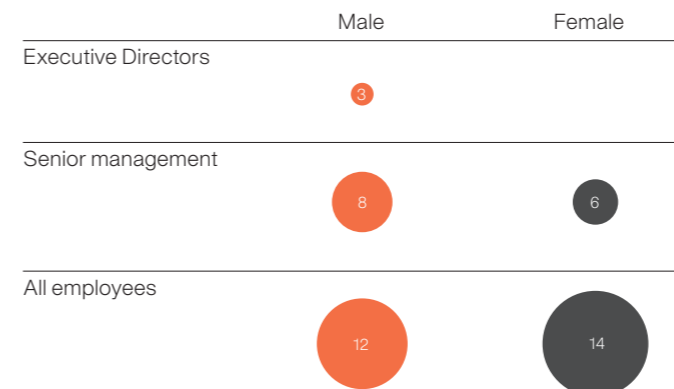 Male Female
Executive Directors
3
Senior management
8 6
All employees
12 14